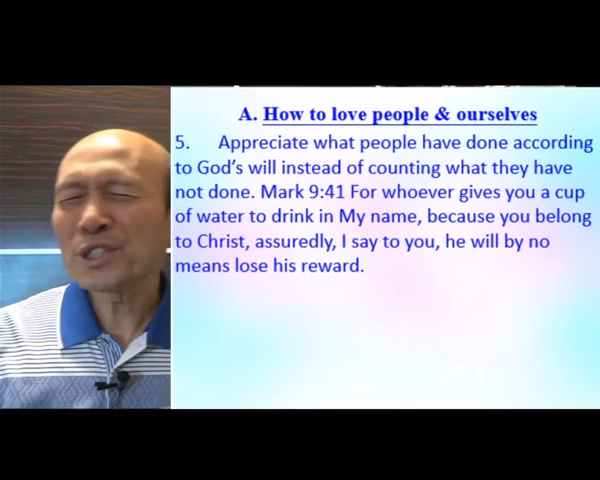 A. How to love people & ourselves
5. Appreciate what people have done according
to God's will instead of counting what they have
not done. Mark 9:41 For whoever gives you a cup
of water to drink in My name, because you belong
to Christ, assuredly, I say to you, he will by no
means lose his reward.